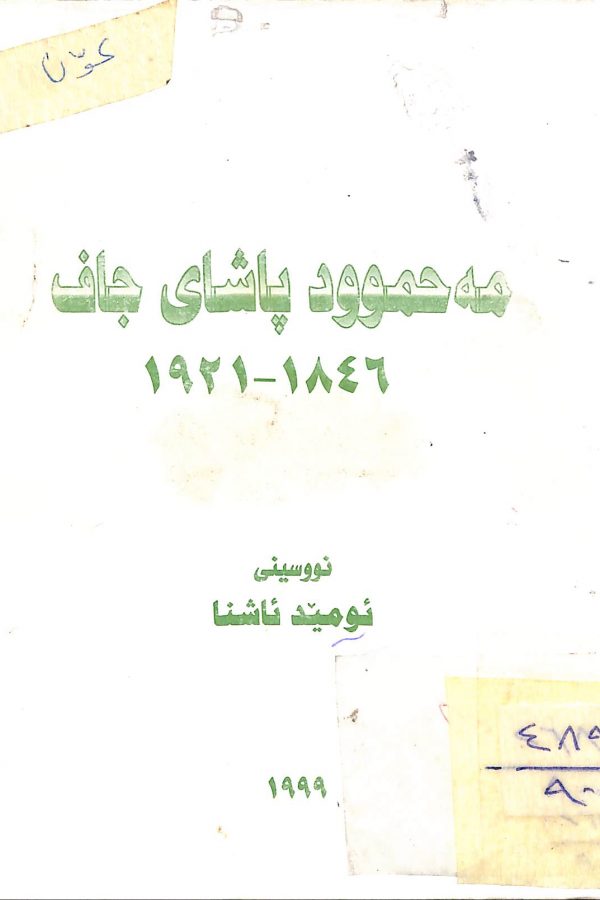 مەحموود پاشای جاف
١٨٤٦-١٩٢١
نووسینی
ئومێد ئاشنا
١٩٩٩